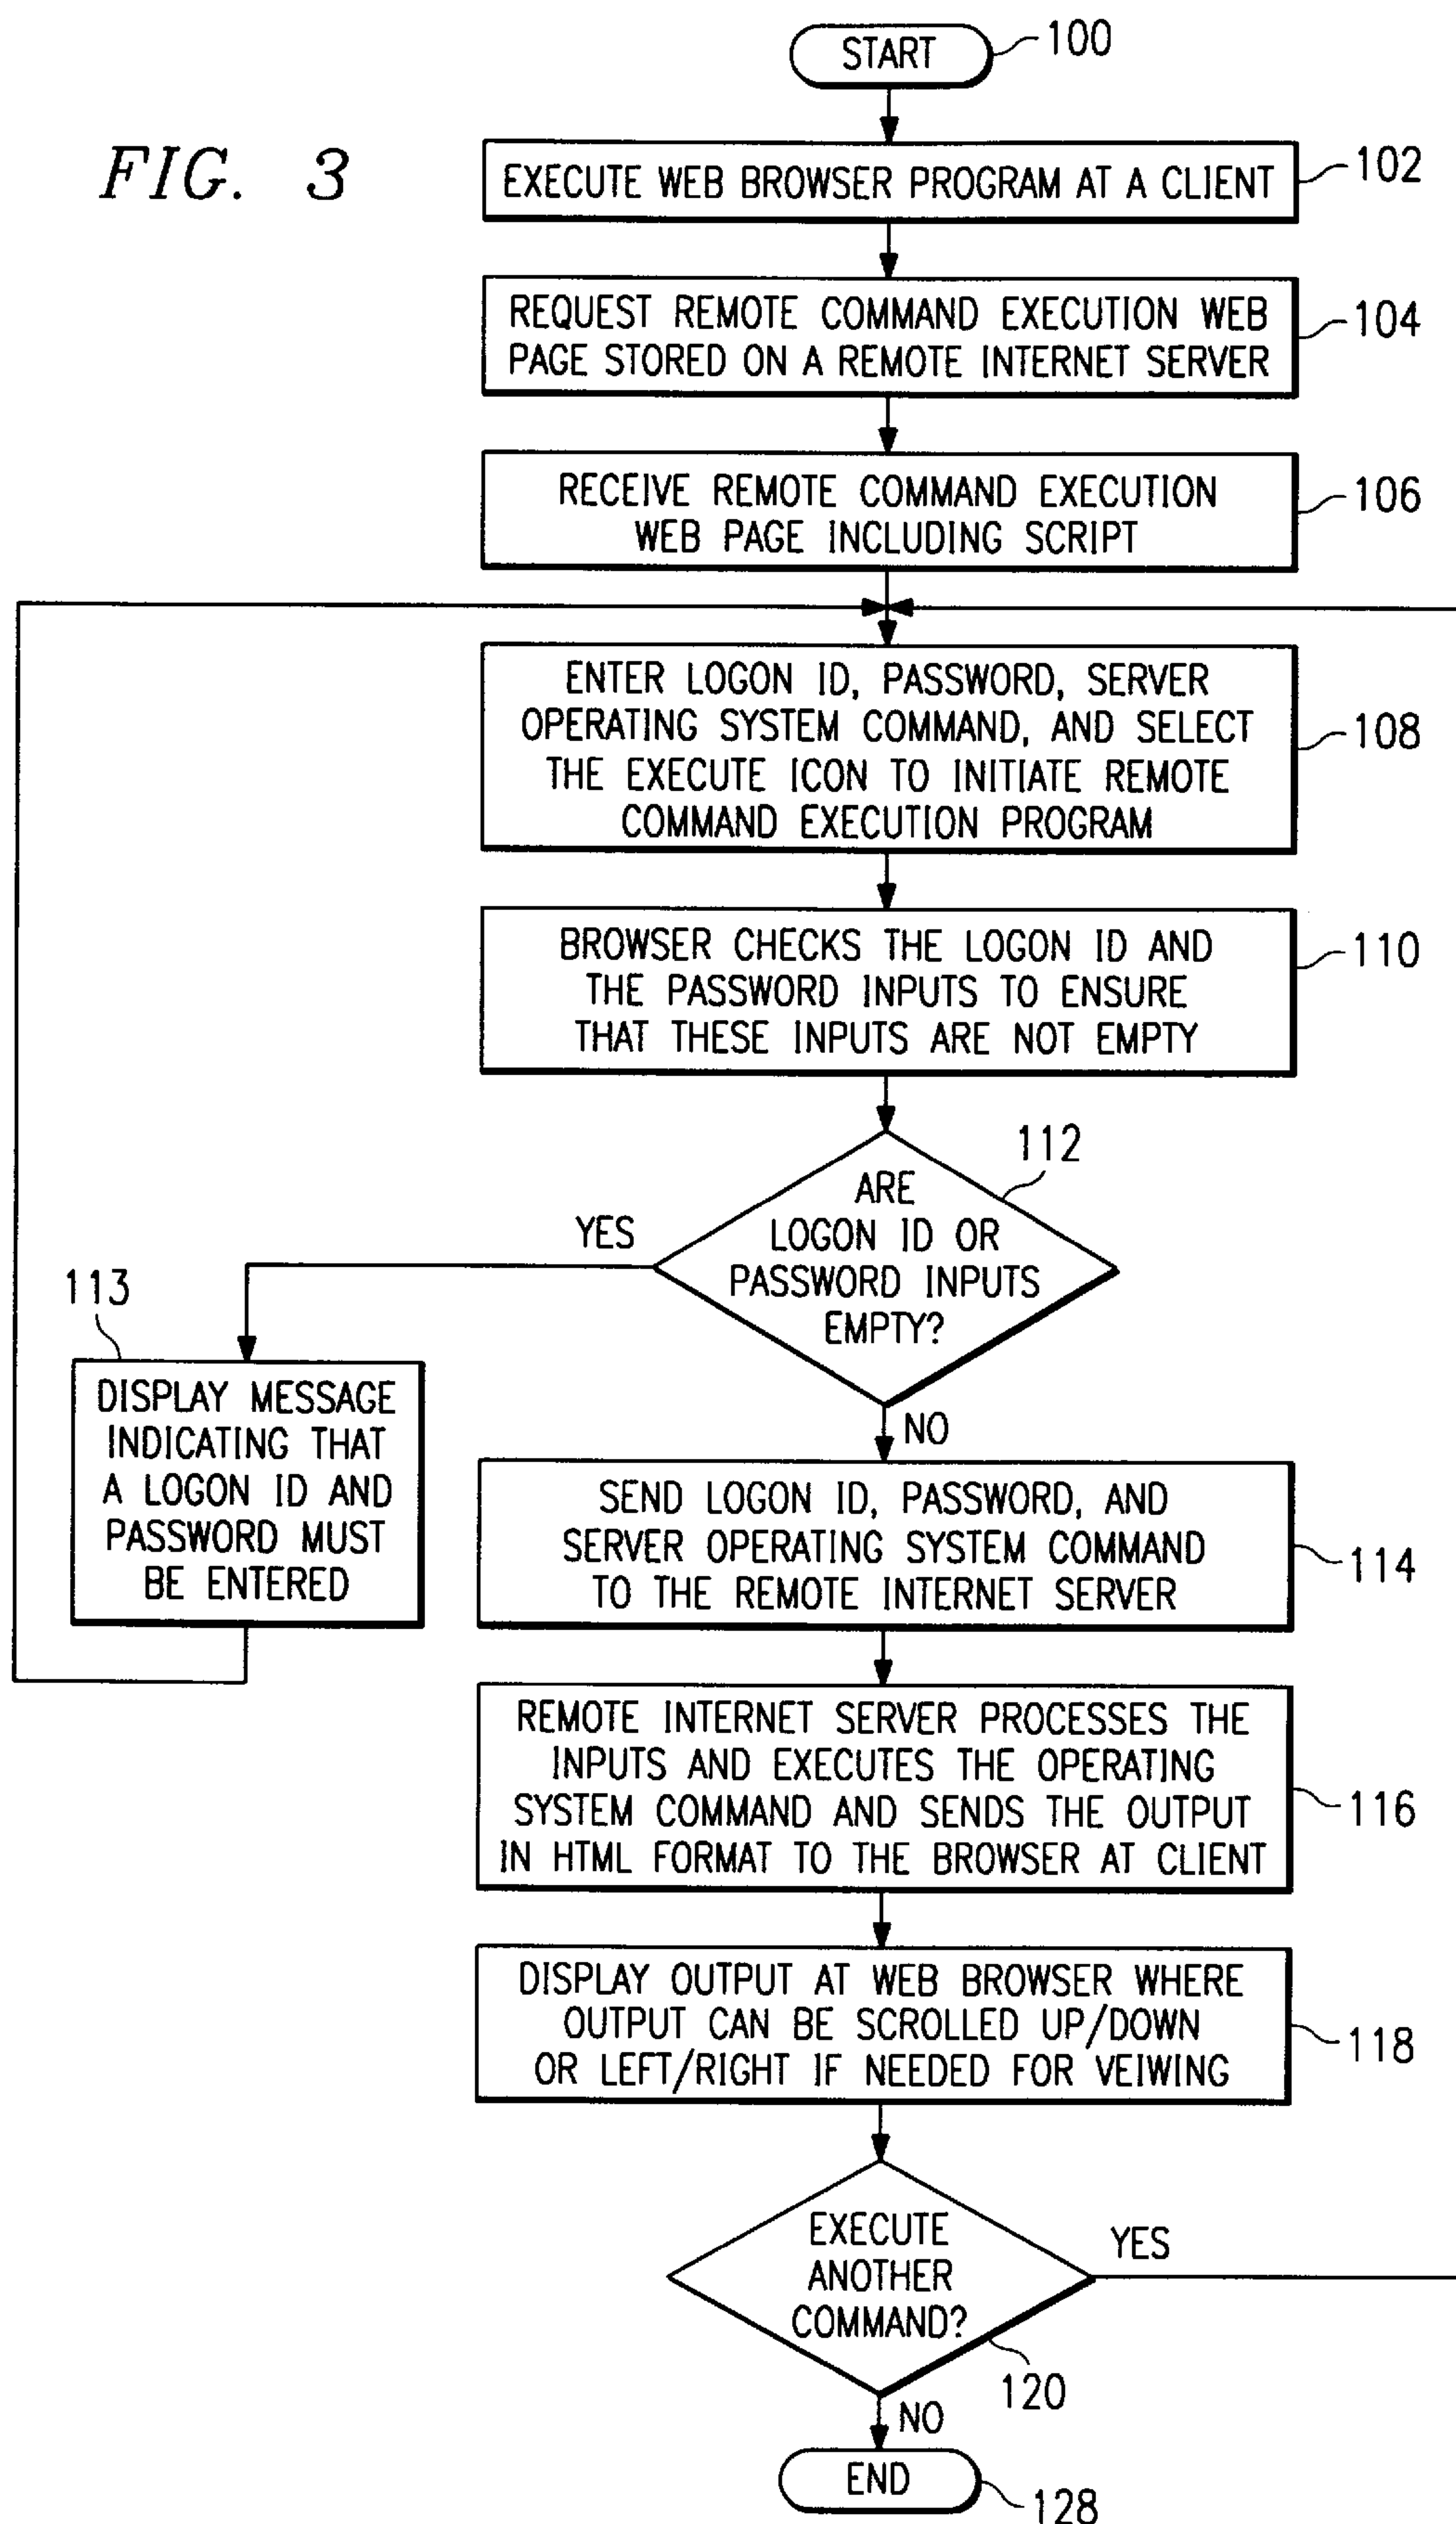 START
100
FIG. 3
EXECUTE WEB BROWSER PROGRAM AT A CLIENT
102
REQUEST REMOTE COMMAND EXECUTION WEB
PAGE STORED ON A REMOTE INTERNET SERVER
104
RECEIVE REMOTE COMMAND EXECUTION
WEB PAGE INCLUDING SCRIPT
106
ENTER LOGON ID, PASSWORD, SERVER
OPERATING SYSTEM COMMAND, AND SELECT
THE EXECUTE ICON TO INITIATE REMOTE
COMMAND EXECUTION PROGRAM
108
BROWSER CHECKS THE LOGON ID AND
THE PASSWORD INPUTS TO ENSURE
THAT THESE INPUTS ARE NOT EMPTY
110
112
ARE
LOGON ID OR
PASSWORD INPUTS
EMPTY?
YES
113
DISPLAY MESSAGE
INDICATING THAT
A LOGON ID AND
PASSWORD MUST
BE ENTERED
NO
SEND LOGON ID, PASSWORD, AND
SERVER OPERATING SYSTEM COMMAND
TO THE REMOTE INTERNET SERVER
114
REMOTE INTERNET SERVER PROCESSES THE
INPUTS AND EXECUTES THE OPERATING
SYSTEM COMMAND AND SENDS THE OUTPUT
IN HTML FORMAT TO THE BROWSER AT CLIENT
116
DISPLAY OUTPUT AT WEB BROWSER WHERE
OUTPUT CAN BE SCROLLED UP/DOWN
OR LEFT/RIGHT IF NEEDED FOR VEIWING
118
EXECUTE
ANOTHER
COMMAND?
YES
120
NO
END
128